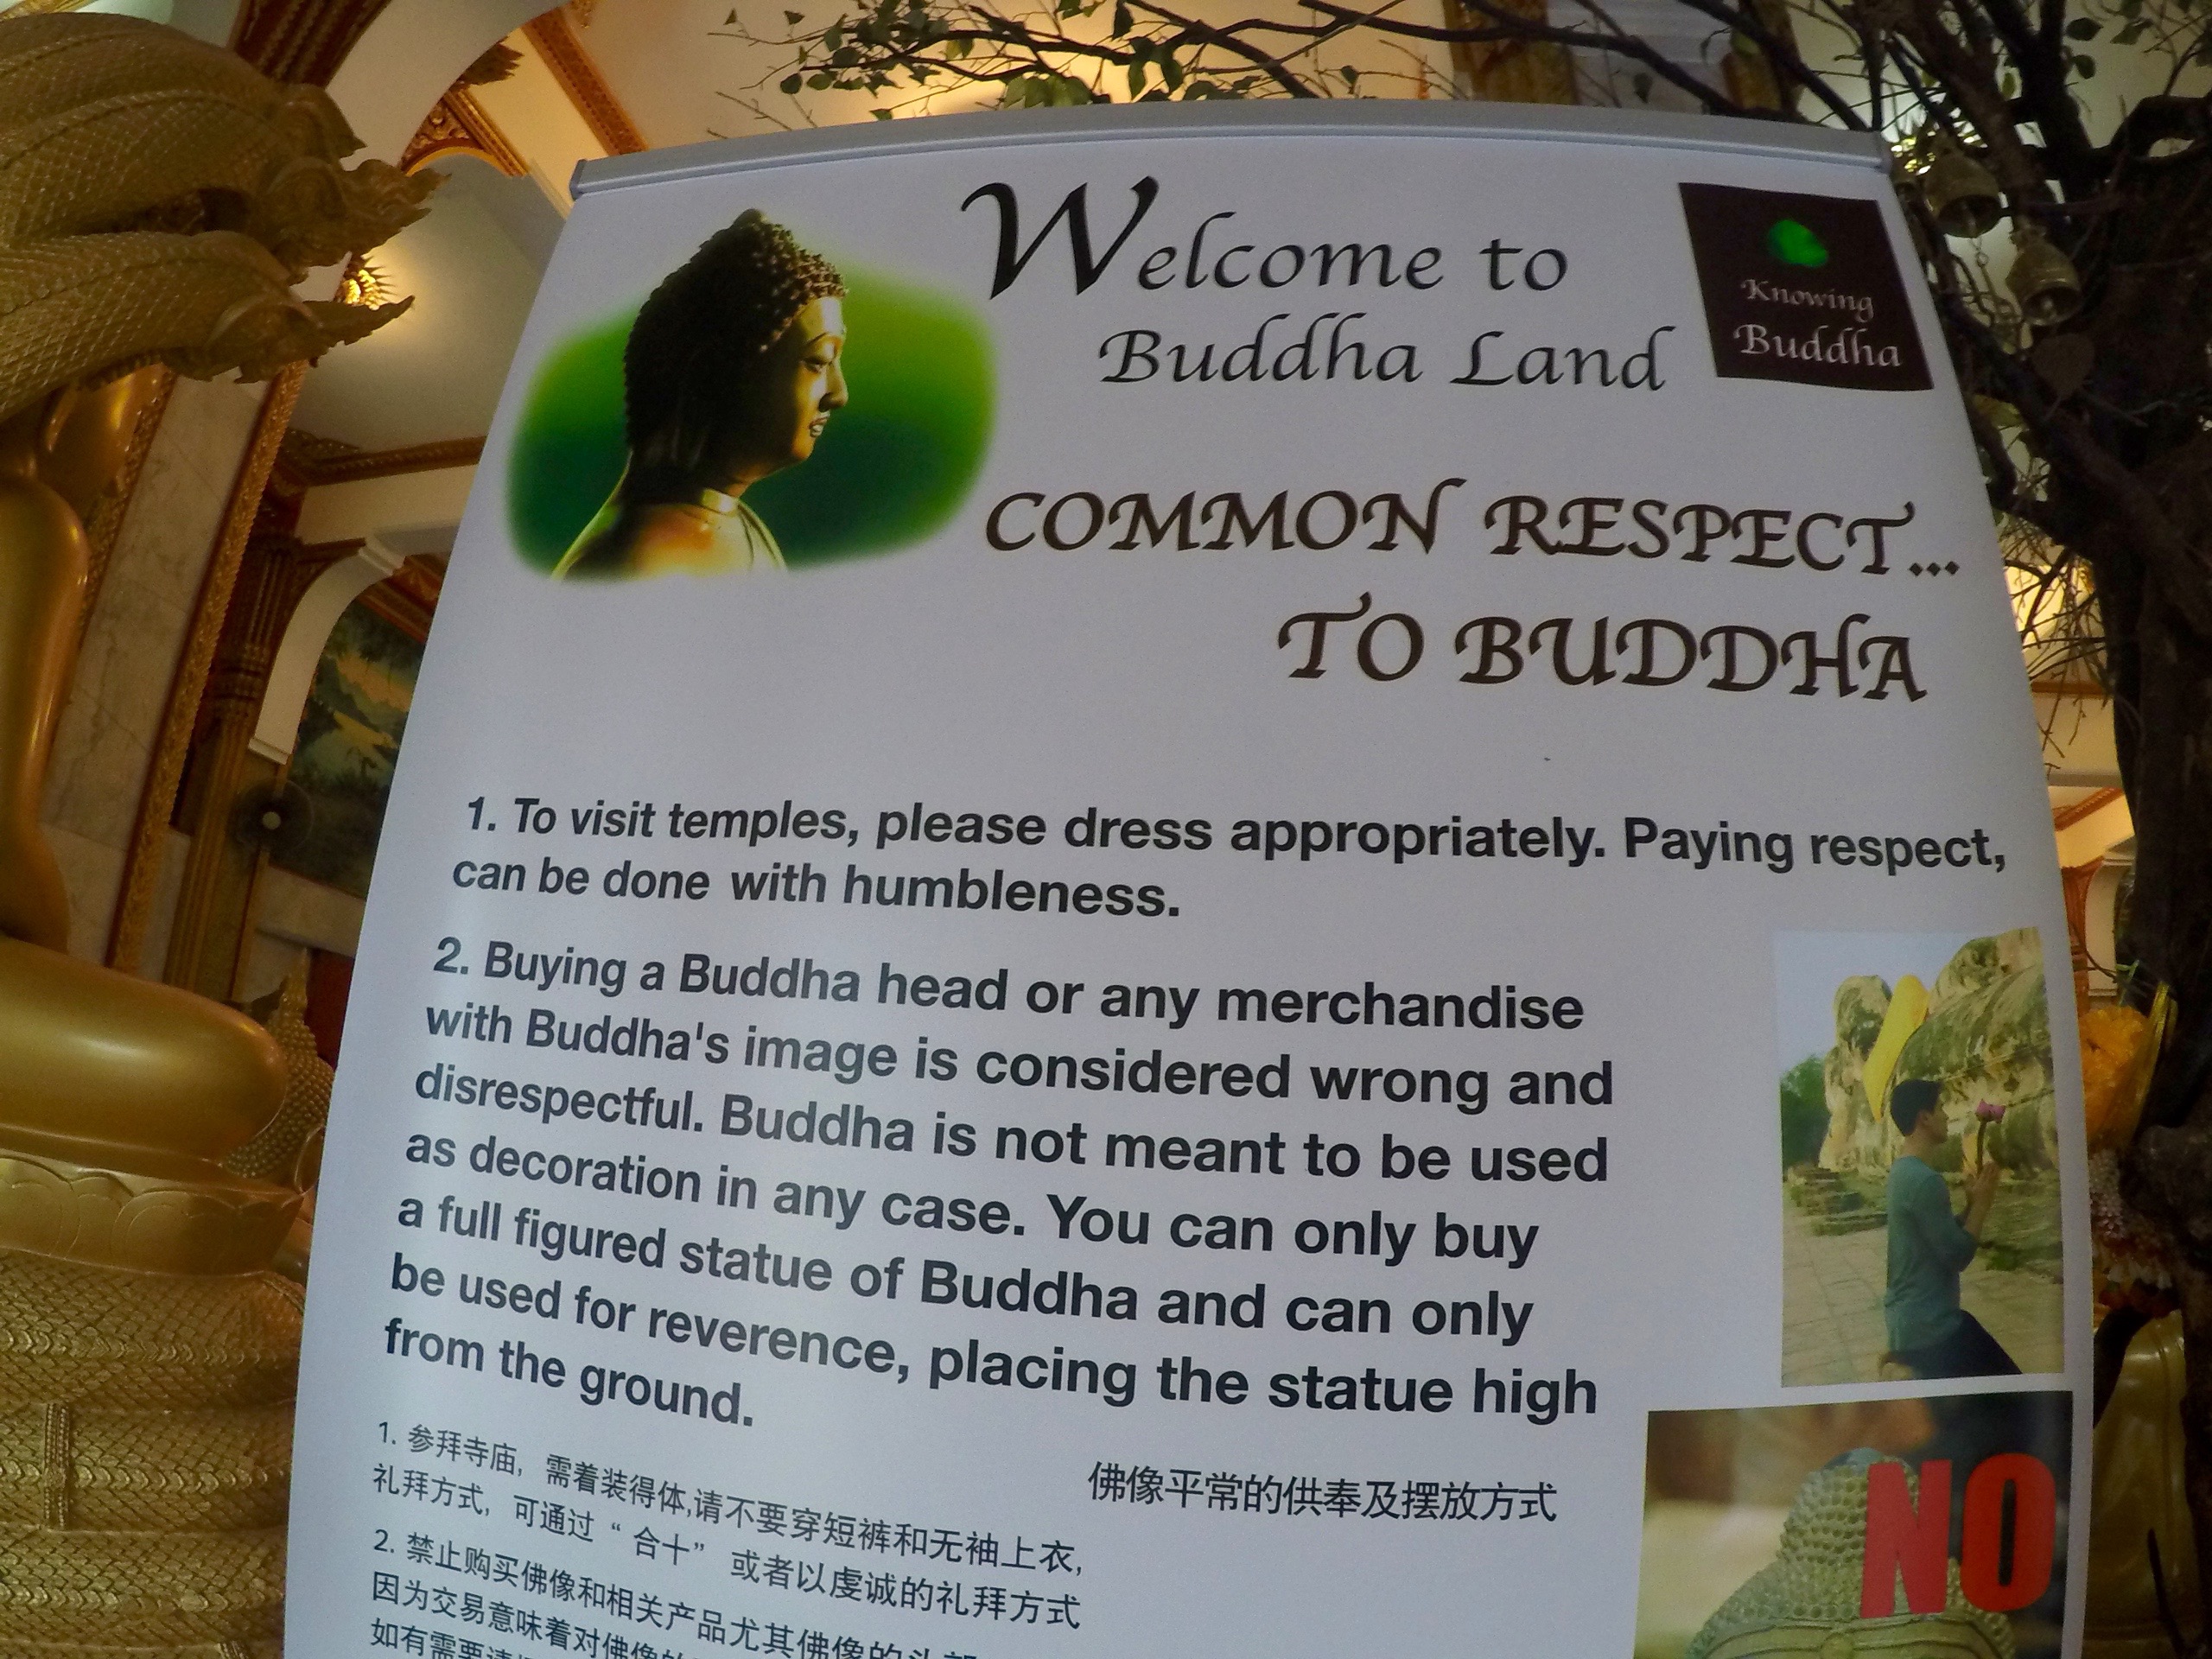 Welcome to
Buddha Land
Knowing
Buddha
COMMON RESPECT...
TO BUDDHA
1. To visit temples, please dress appropriately. Paying respect,
can be done with humbleness.
2. Buying a Buddha head or any merchandise
with Buddha's image is considered wrong and
disrespectful. Buddha is not meant to be used
as decoration in any case. You can only buy
a full figured statue of Buddha and can only
be used for reverence, placing the statue high
from the ground.
1. 参拜寺庙，需着装得体,请不要穿短裤和无袖上衣,
礼拜方式，可通过“合十”或者以虔诚的礼拜方式
2. 禁止购买佛像和相关产品尤其佛像的头部
因为交易意味着对佛像的
如有需要请
佛像平常的供奉及摆放方式
NO